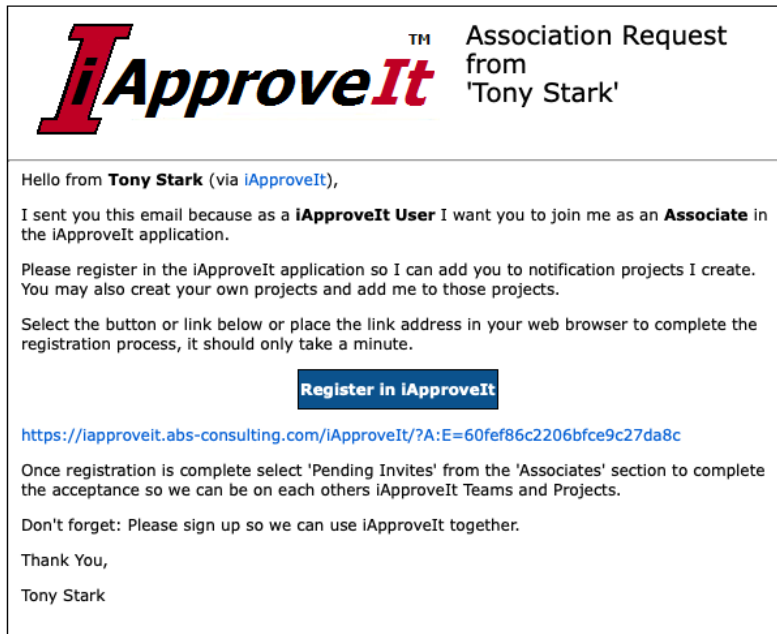 iApproveIt™
Association Request
from
'Tony Stark'
Hello from Tony Stark (via iApproveIt),
I sent you this email because as a iApproveIt User I want you to join me as an Associate in
the iApproveIt application.
Please register in the iApproveIt application so I can add you to notification projects I create.
You may also creat your own projects and add me to those projects.
Select the button or link below or place the link address in your web browser to complete the
registration process, it should only take a minute.
Register in iApproveIt
https://iapproveit.abs-consulting.com/iApproveIt/?A:E=60fef86c2206bfce9c27da8c
Once registration is complete select 'Pending Invites' from the 'Associates' section to complete
the acceptance so we can be on each others iApproveIt Teams and Projects.
Don't forget: Please sign up so we can use iApproveIt together.
Thank You,
Tony Stark